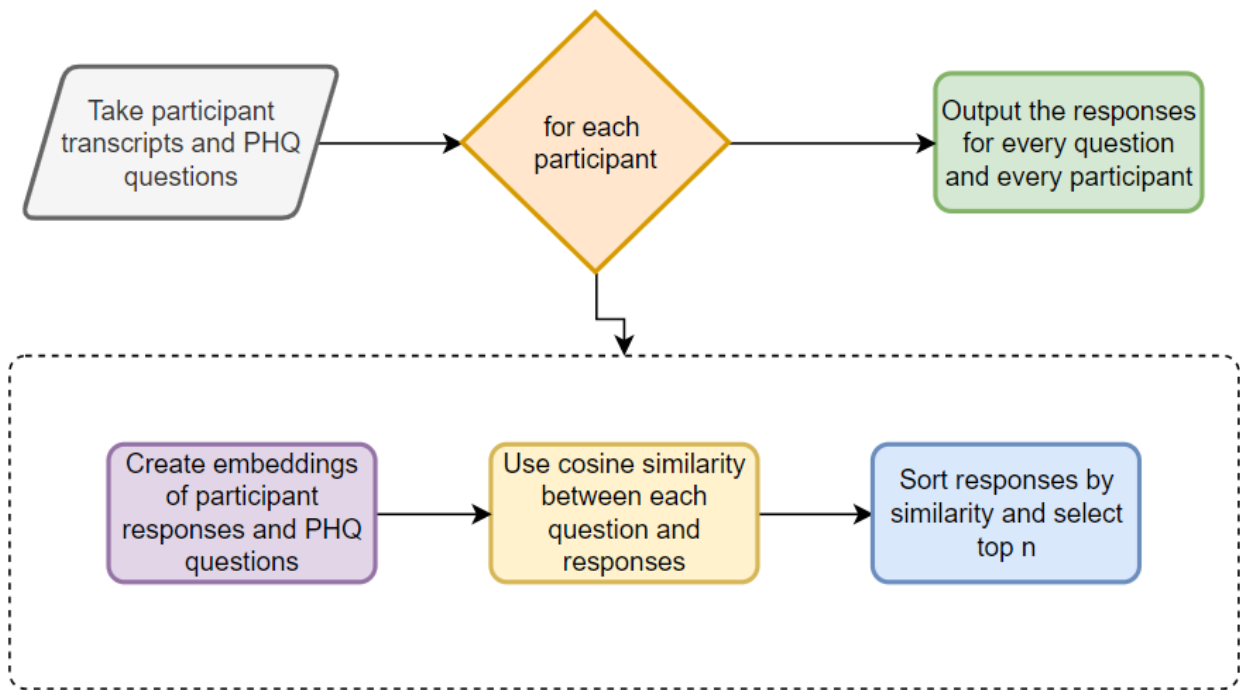 Take participant
transcripts and PHQ
questions
for each
participant
Output the responses
for every question
and every participant
Create embeddings
of participant
responses and PHQ
questions
Use cosine similarity
between each
question and
responses
Sort responses by
similarity and select
top n